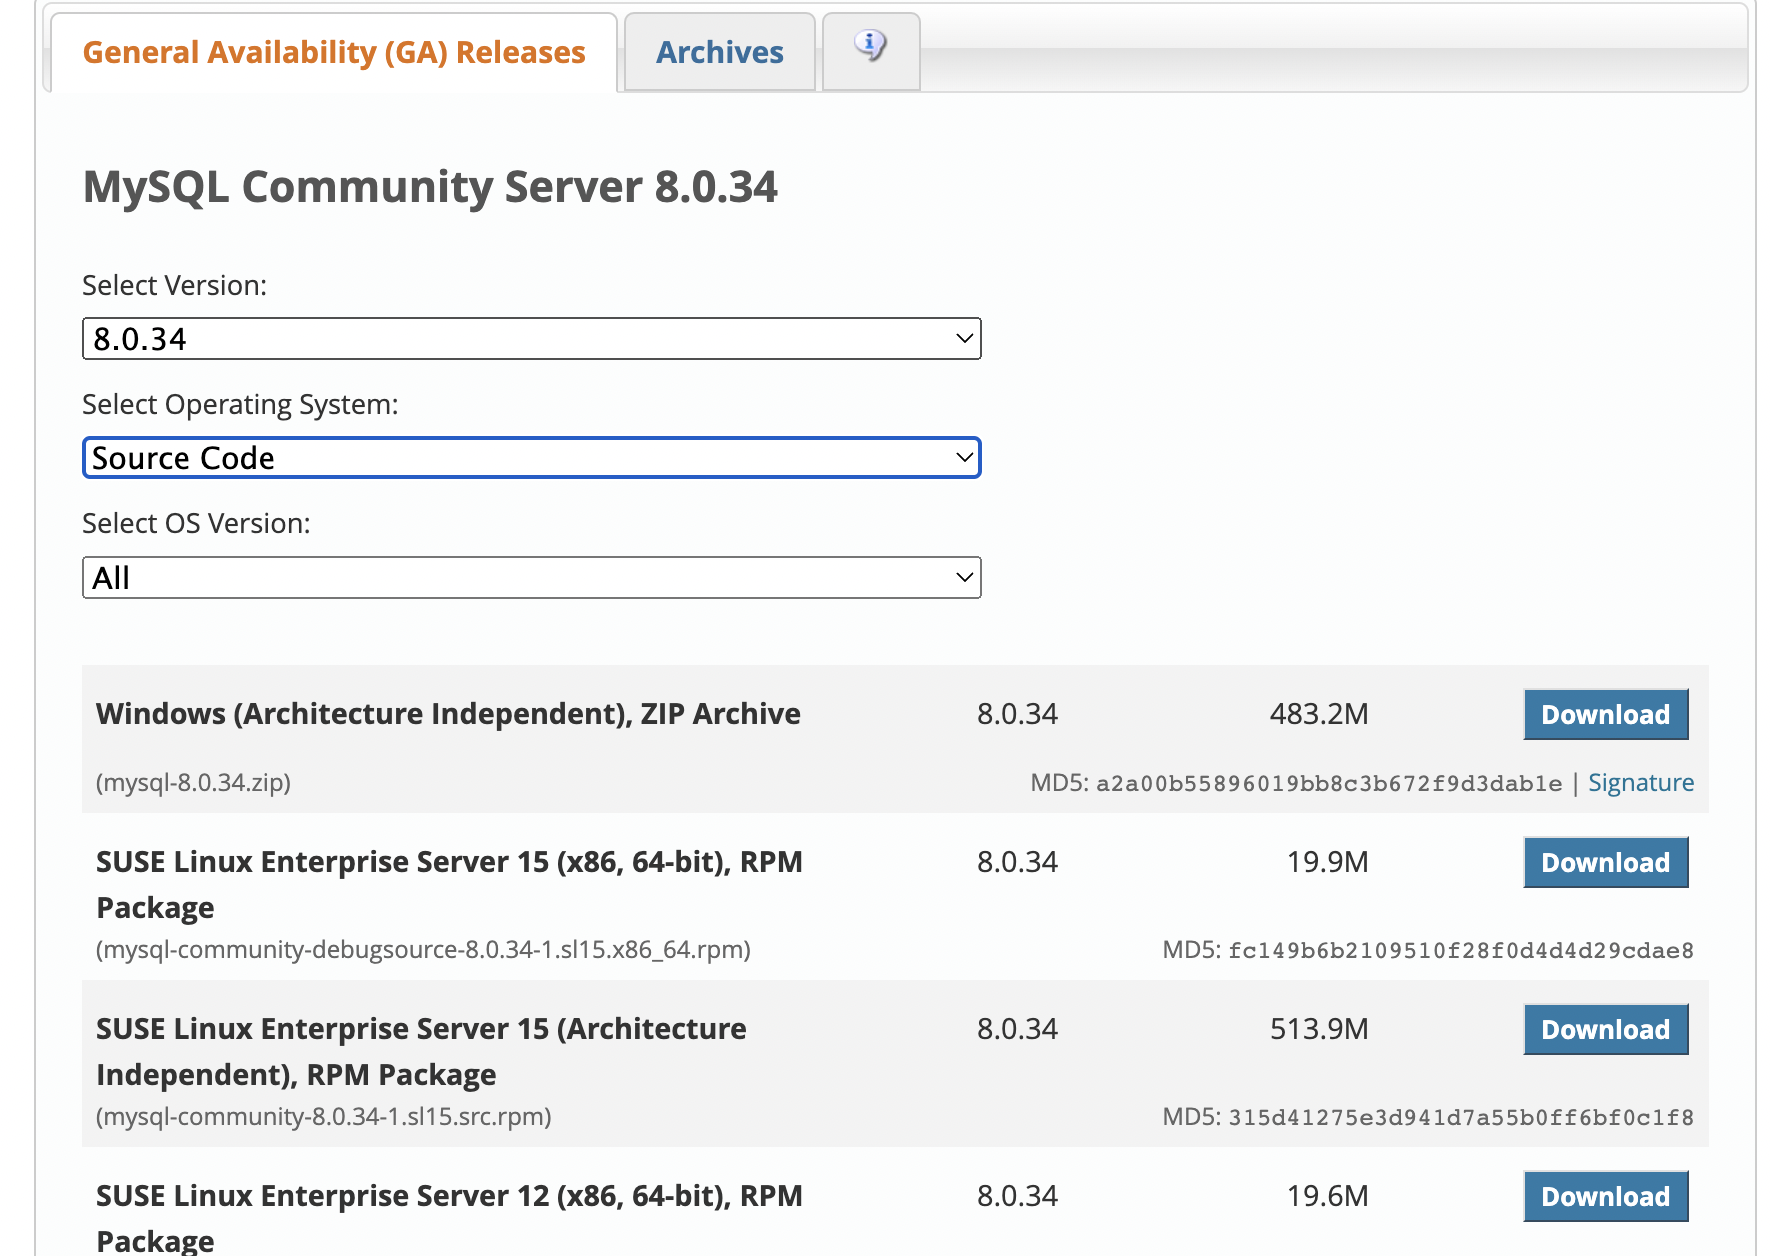 General Availability (GA) Releases
Archives
MySQL Community Server 8.0.34
Select Version:
8.0.34
Select Operating System:
Source Code
Select OS Version:
All
Windows (Architecture Independent), ZIP Archive 8.0.34 483.2M Download
(mysql-8.0.34.zip) MD5: a2a00b55896019bb8c3b672f9d3dab1e | Signature
SUSE Linux Enterprise Server 15 (x86, 64-bit), RPM 8.0.34 19.9M Download
Package
(mysql-community-debugsource-8.0.34-1.sl15.x86_64.rpm) MD5: fc149b6b2109510f28f0d4d4d29cdae8
SUSE Linux Enterprise Server 15 (Architecture 8.0.34 513.9M Download
Independent), RPM Package
(mysql-community-8.0.34-1.sl15.src.rpm) MD5: 315d41275e3d941d7a55b0ff6bf0c1f8
SUSE Linux Enterprise Server 12 (x86, 64-bit), RPM 8.0.34 19.6M Download
Package